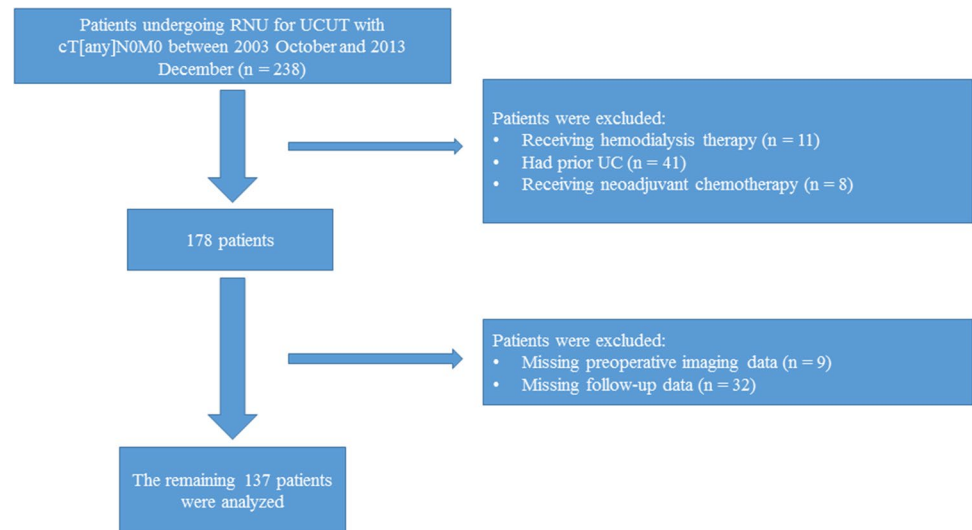 Patients undergoing RNU for UCUT with
cT[any]N0M0 between 2003 October and 2013
December (n = 238)
Patients were excluded:
• Receiving hemodialysis therapy (n = 11)
• Had prior UC (n = 41)
• Receiving neoadjuvant chemotherapy (n = 8)
178 patients
Patients were excluded:
• Missing preoperative imaging data (n = 9)
• Missing follow-up data (n = 32)
The remaining 137 patients
were analyzed